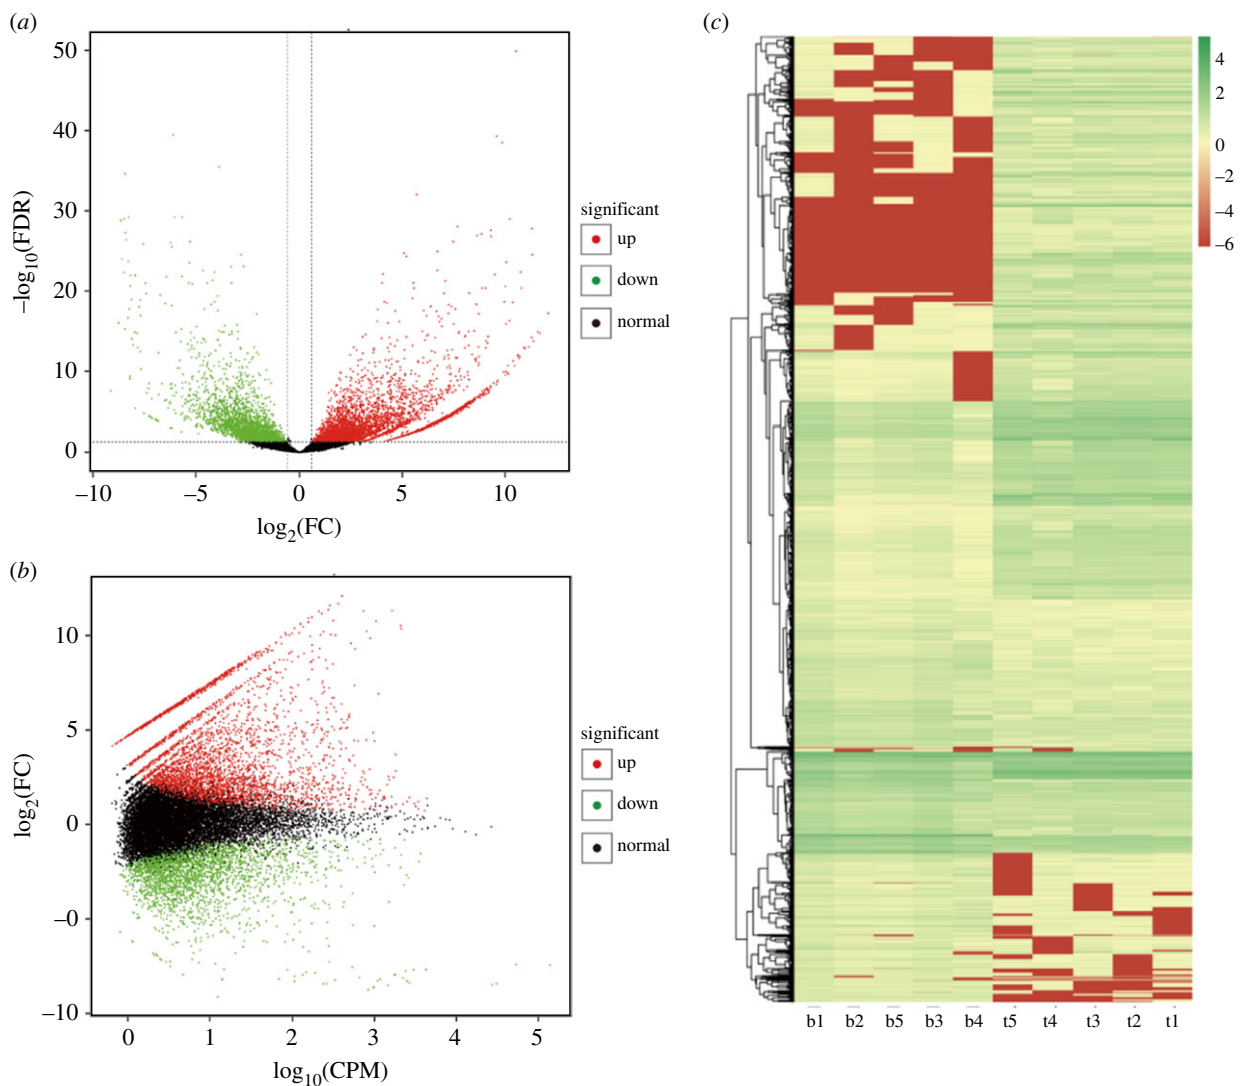 (a)
50
40
30
20
10
0
–log10(FDR)
–10
–5
0
5
10
log2(FC)
significant
up
down
normal
(b)
10
5
0
–0
–10
log2(FC)
0
1
2
3
4
5
log10(CPM)
significant
up
down
normal
(c)
4
2
0
–2
–4
–6
b1 b2 b5 b3 b4 t5 t4 t3 t2 t1